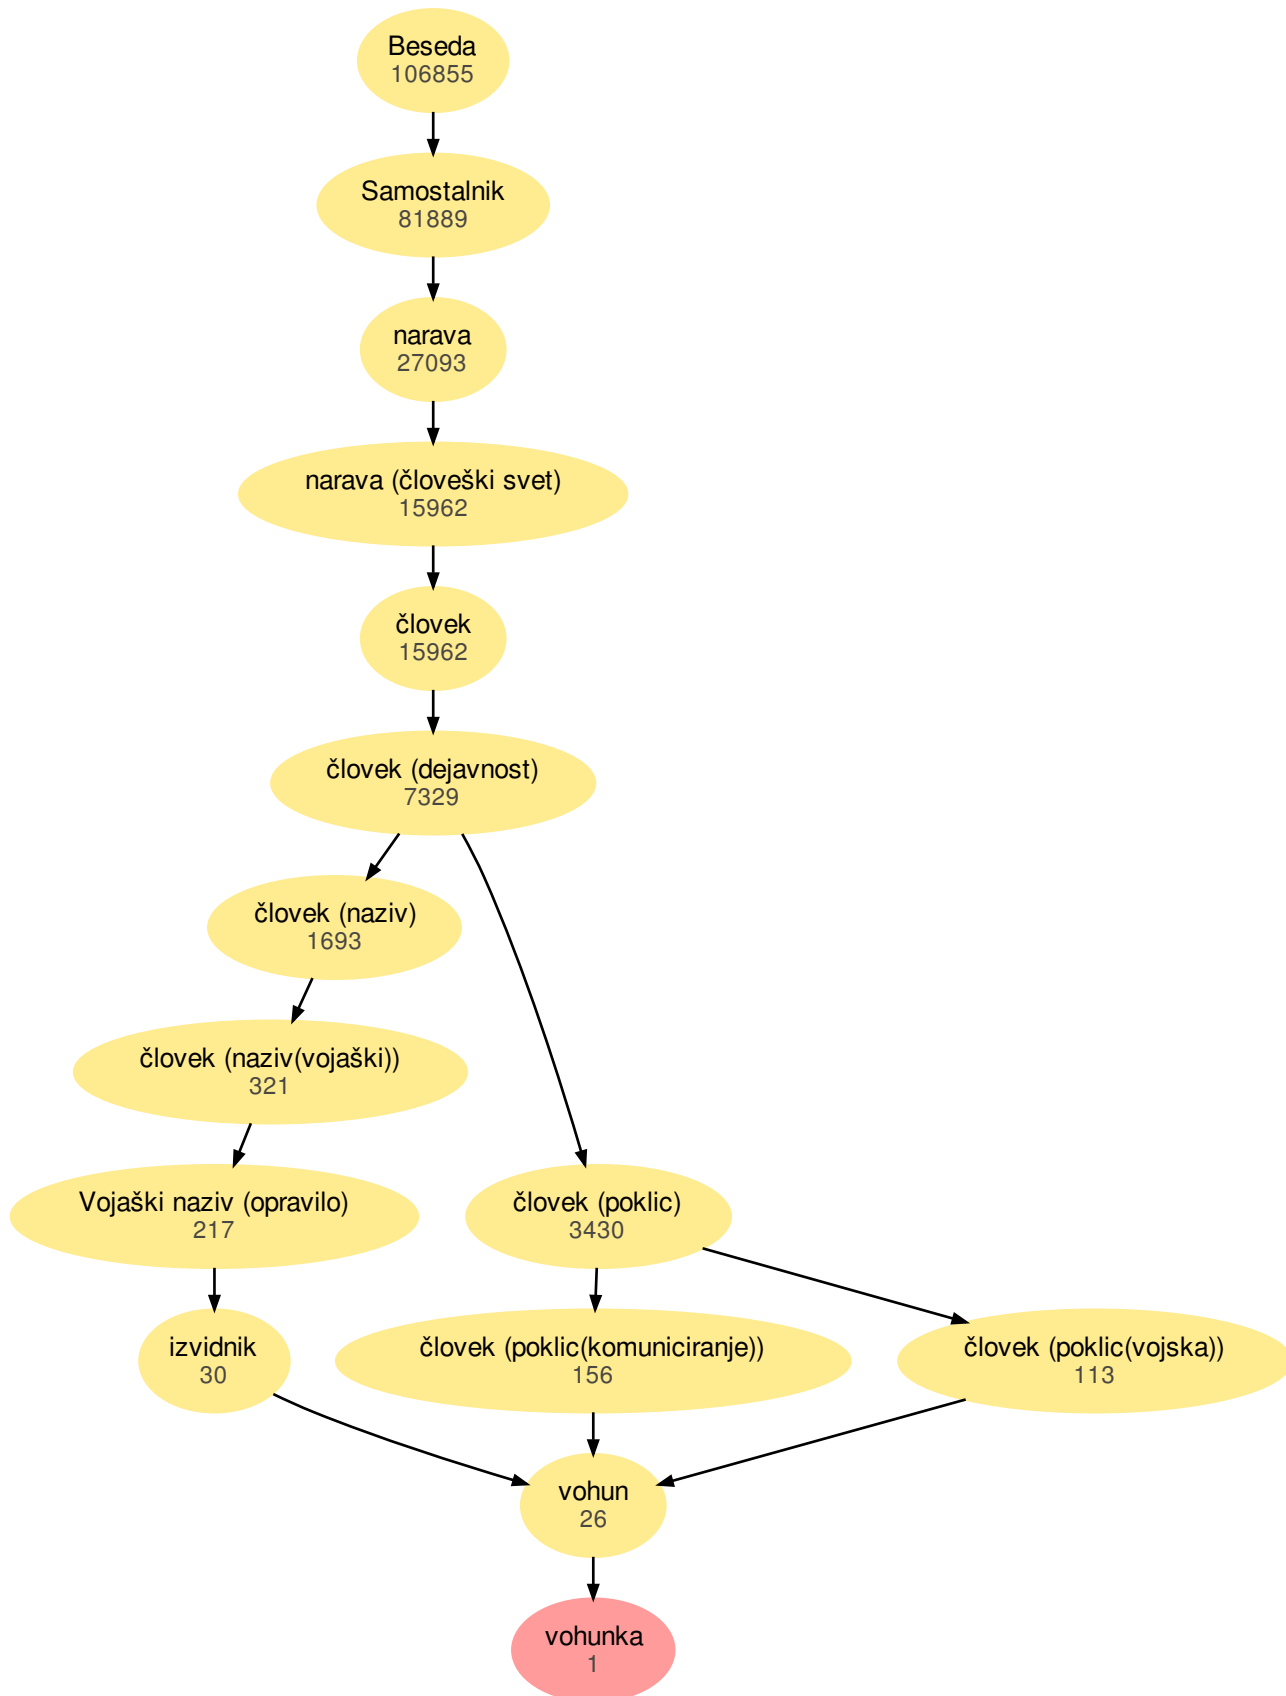 Beseda
106855
Samostalnik
81889
narava
27093
narava (človeški svet)
15962
človek
15962
človek (dejavnost)
7329
človek (naziv)
1693
človek (naziv(vojaški))
321
Vojaški naziv (opravilo)
217
človek (poklic)
3430
izvidnik
30
človek (poklic(komuniciranje))
156
človek (poklic(vojska))
113
vohun
26
vohunka
1